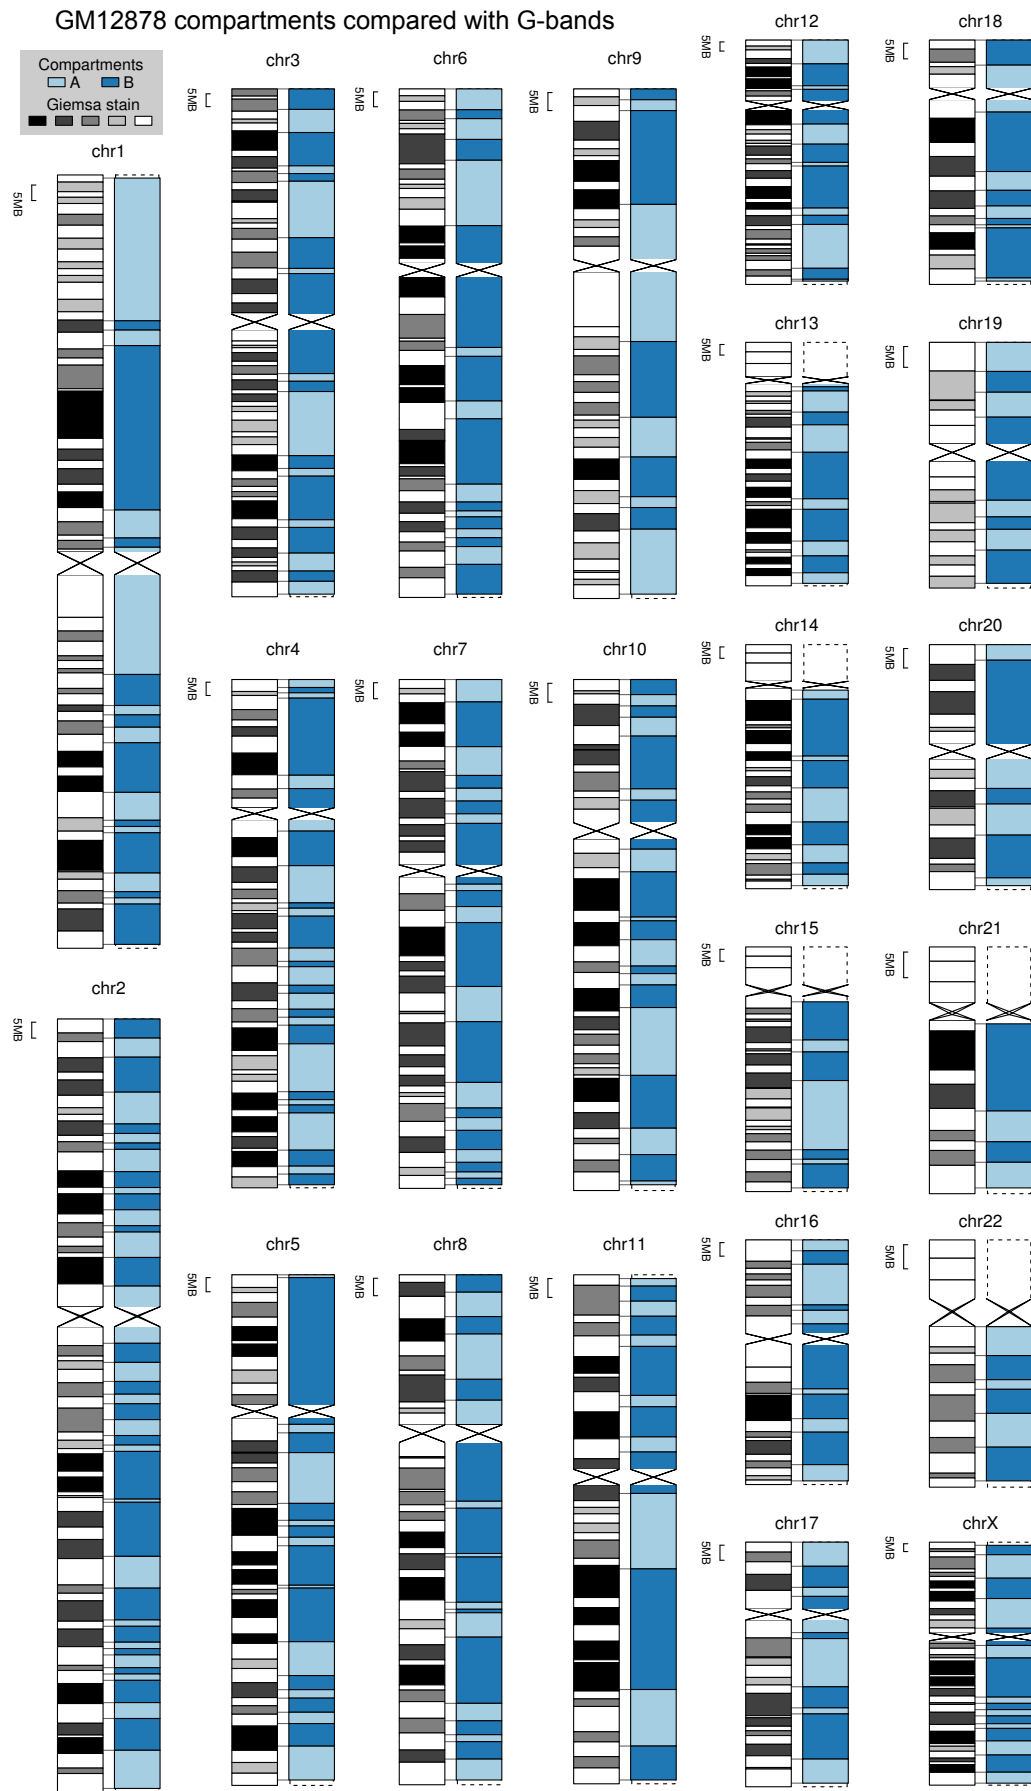 GM12878 compartments compared with G-bands
Compartments
A B
Giemsa stain
chr1
5MB
chr2
5MB
chr3
5MB
chr4
5MB
chr5
5MB
chr6
5MB
chr7
5MB
chr8
5MB
chr9
5MB
chr10
5MB
chr11
5MB
chr12
5MB
chr13
5MB
chr14
5MB
chr15
5MB
chr16
5MB
chr17
5MB
chr18
5MB
chr19
5MB
chr20
5MB
chr21
5MB
chr22
5MB
chrX
5MB